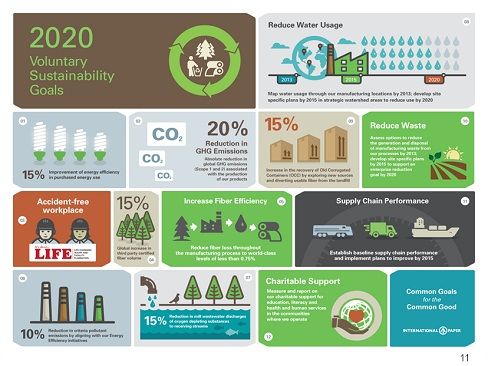 2020
Voluntary
Sustainability
Goals
Reduce Water Usage
2013
2015
2020
Map water usage through our manufacturing locations by 2013; develop site
specific plans by 2015 in strategic watershed areas to reduce use by 2020
01
15%
Improvement of energy efficiency
in purchased energy use
02
CO2
CO2
CO2
20%
Reduction in
GHG Emissions
Absolute reduction in
global GHG emissions
(Scope 1 and 2) associated
with the production
of our products
15%
Increase in the recovery of Old Corrugated
Containers (OCC) by exploring new sources
and diverting usable fiber from the landfill
10
Reduce Waste
Assess options to reduce
the generation and disposal
of manufacturing waste from
our processes by 2013;
develop site specific plans
by 2015 to support an
enterprise reduction
goal by 2020
Accident-free
workplace
LIFE
15%
Global increase in
third party certified
fiber volume
04
Increase Fiber Efficiency
Reduce fiber loss throughout
the manufacturing process to world-class
levels of less than 0.75%.
Supply Chain Performance
Establish baseline supply chain performance
and implement plans to improve by 2015
06
10%
Reduction in criteria pollutant
emissions by aligning with our Energy
Efficiency initiatives
07
15%
Reduction in mill wastewater discharges
of oxygen depleting substances
to receiving streams
Charitable Support
Measure and report on
our charitable support for
education, literacy and
health and human services
in the communities
where we operate
12
Common Goals
for the
Common Good
INTERNATIONAL PAPER
11